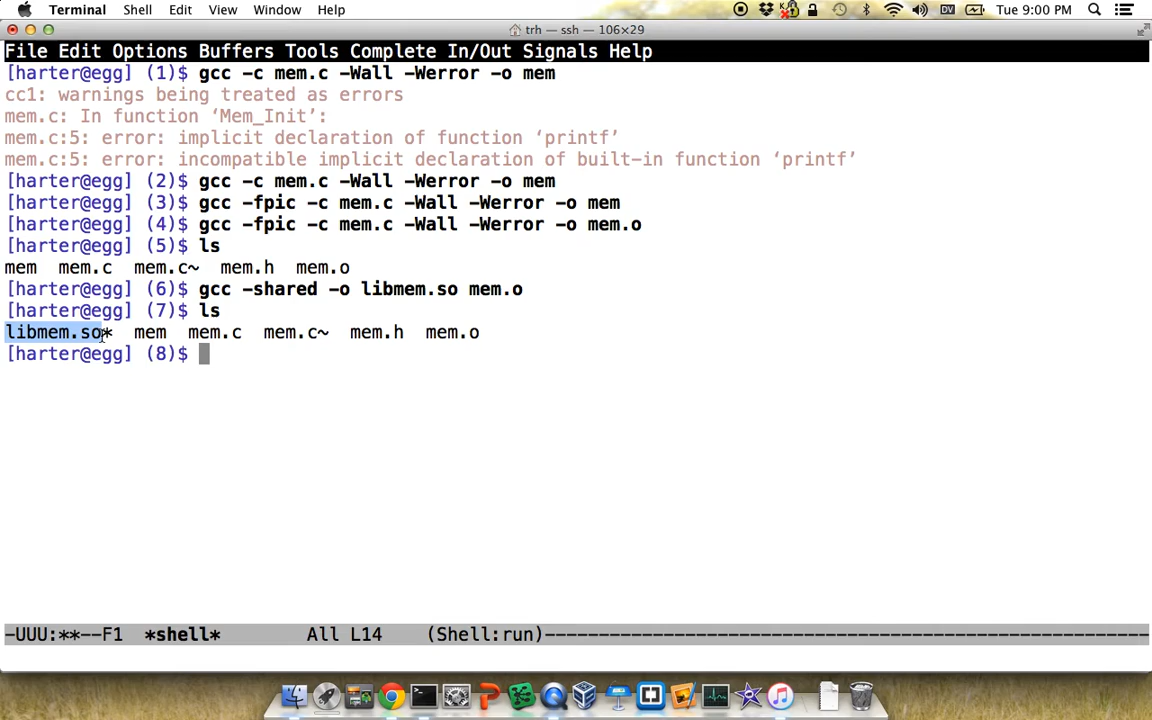 Terminal Shell Edit View Window Help Tue 9:00 PM
trh — ssh — 106×29
File Edit Options Buffers Tools Complete In/Out Signals Help
[harter@egg] (1)$ gcc -c mem.c -Wall -Werror -o mem
cc1: warnings being treated as errors
mem.c: In function ‘Mem_Init’:
mem.c:5: error: implicit declaration of function ‘printf’
mem.c:5: error: incompatible implicit declaration of built-in function ‘printf’
[harter@egg] (2)$ gcc -c mem.c -Wall -Werror -o mem
[harter@egg] (3)$ gcc -fpic -c mem.c -Wall -Werror -o mem
[harter@egg] (4)$ gcc -fpic -c mem.c -Wall -Werror -o mem.o
[harter@egg] (5)$ ls
mem mem.c mem.c~ mem.h mem.o
[harter@egg] (6)$ gcc -shared -o libmem.so mem.o
[harter@egg] (7)$ ls
libmem.so* mem mem.c mem.c~ mem.h mem.o
[harter@egg] (8)$
-UUU:**--F1 *shell* All L14 (Shell:run)----------------------------------------------------------------